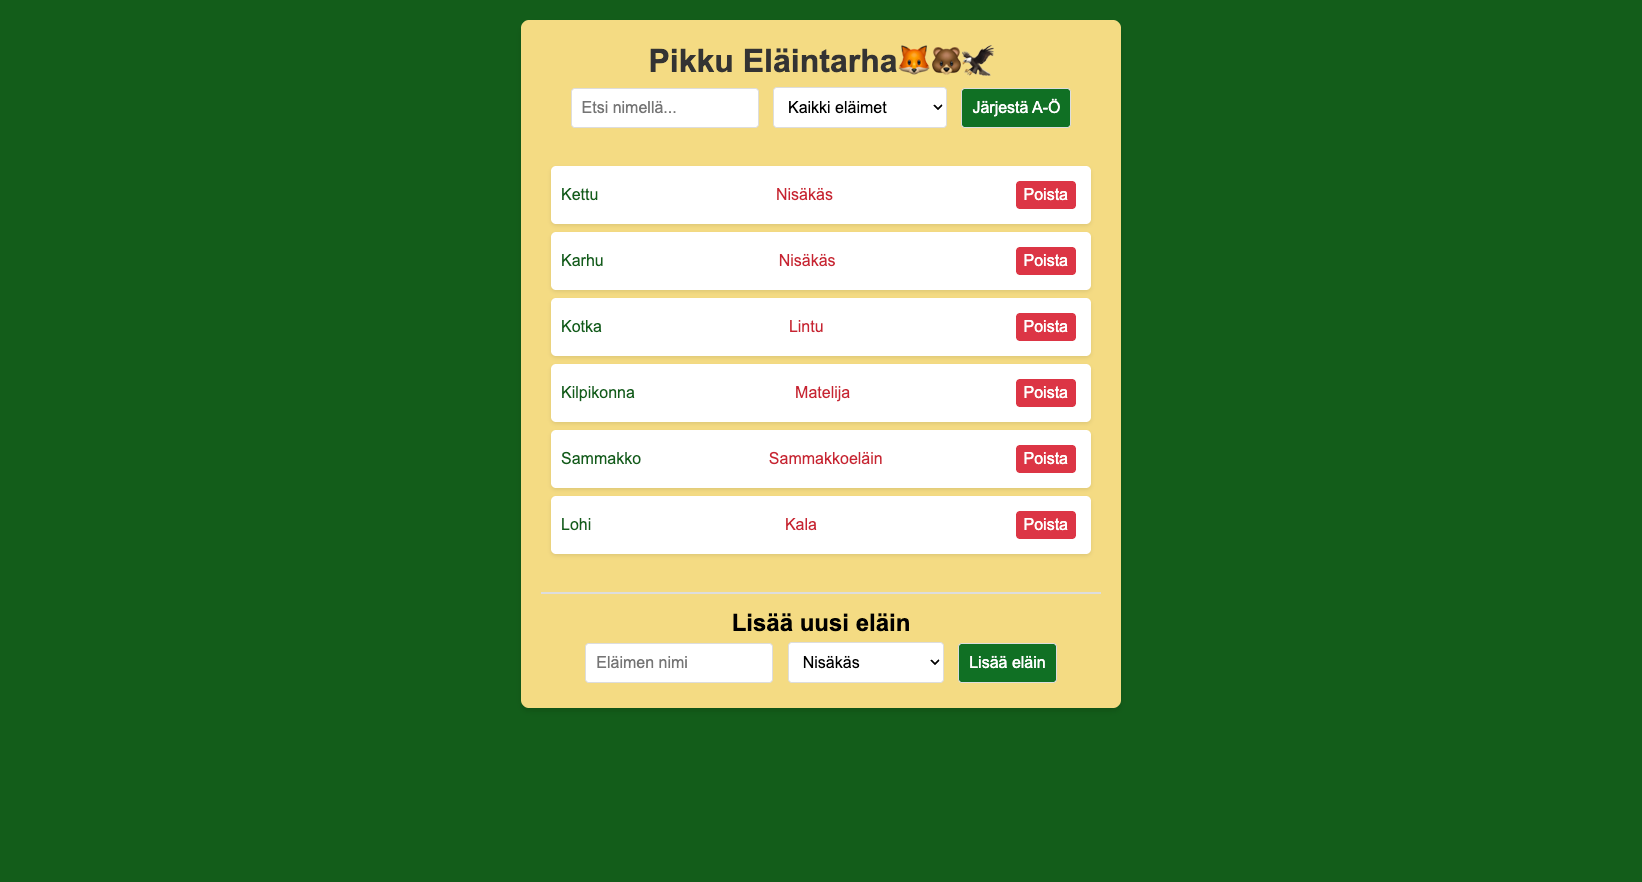 Pikku Eläintarha🦊🐻🦅
Etsi nimellä... Kaikki eläimet Järjestä A-Ö
Kettu Nisäkäs Poista
Karhu Nisäkäs Poista
Kotka Lintu Poista
Kilpikonna Matelija Poista
Sammakko Sammakkoeläin Poista
Lohi Kala Poista
Lisää uusi eläin
Eläimen nimi Nisäkäs Lisää eläin